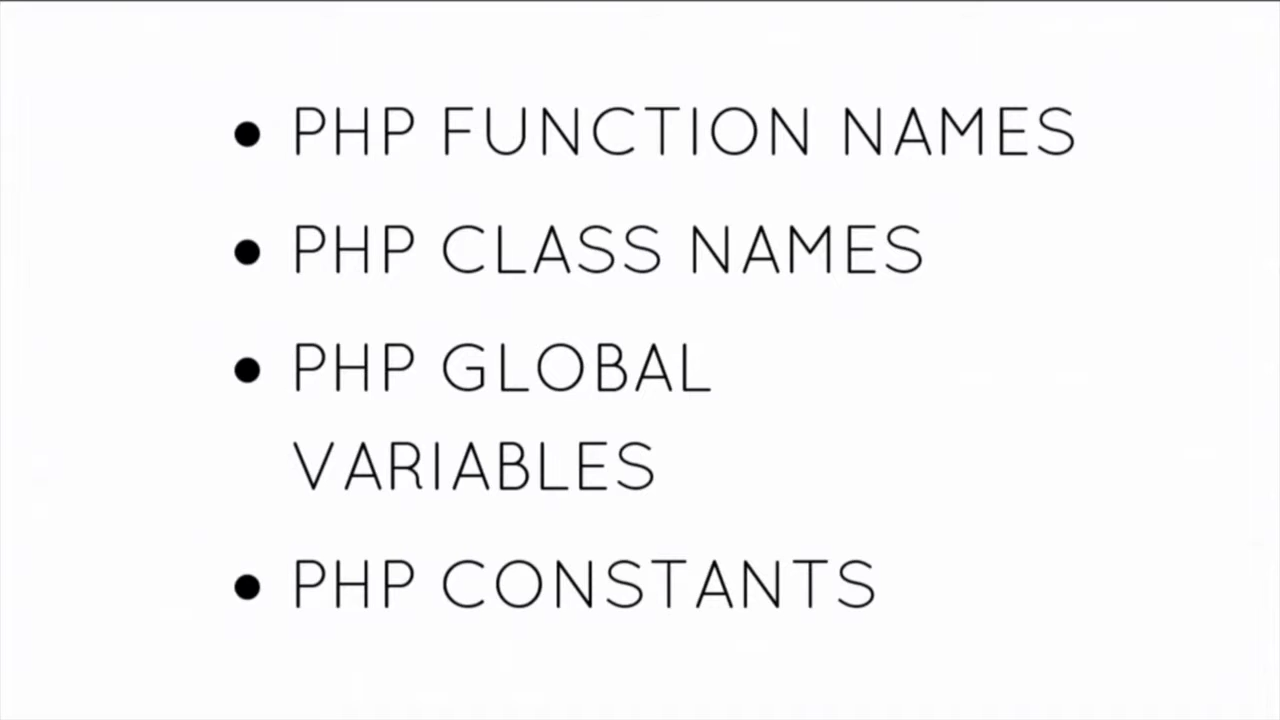 • PHP FUNCTION NAMES
• PHP CLASS NAMES
• PHP GLOBAL
VARIABLES
• PHP CONSTANTS